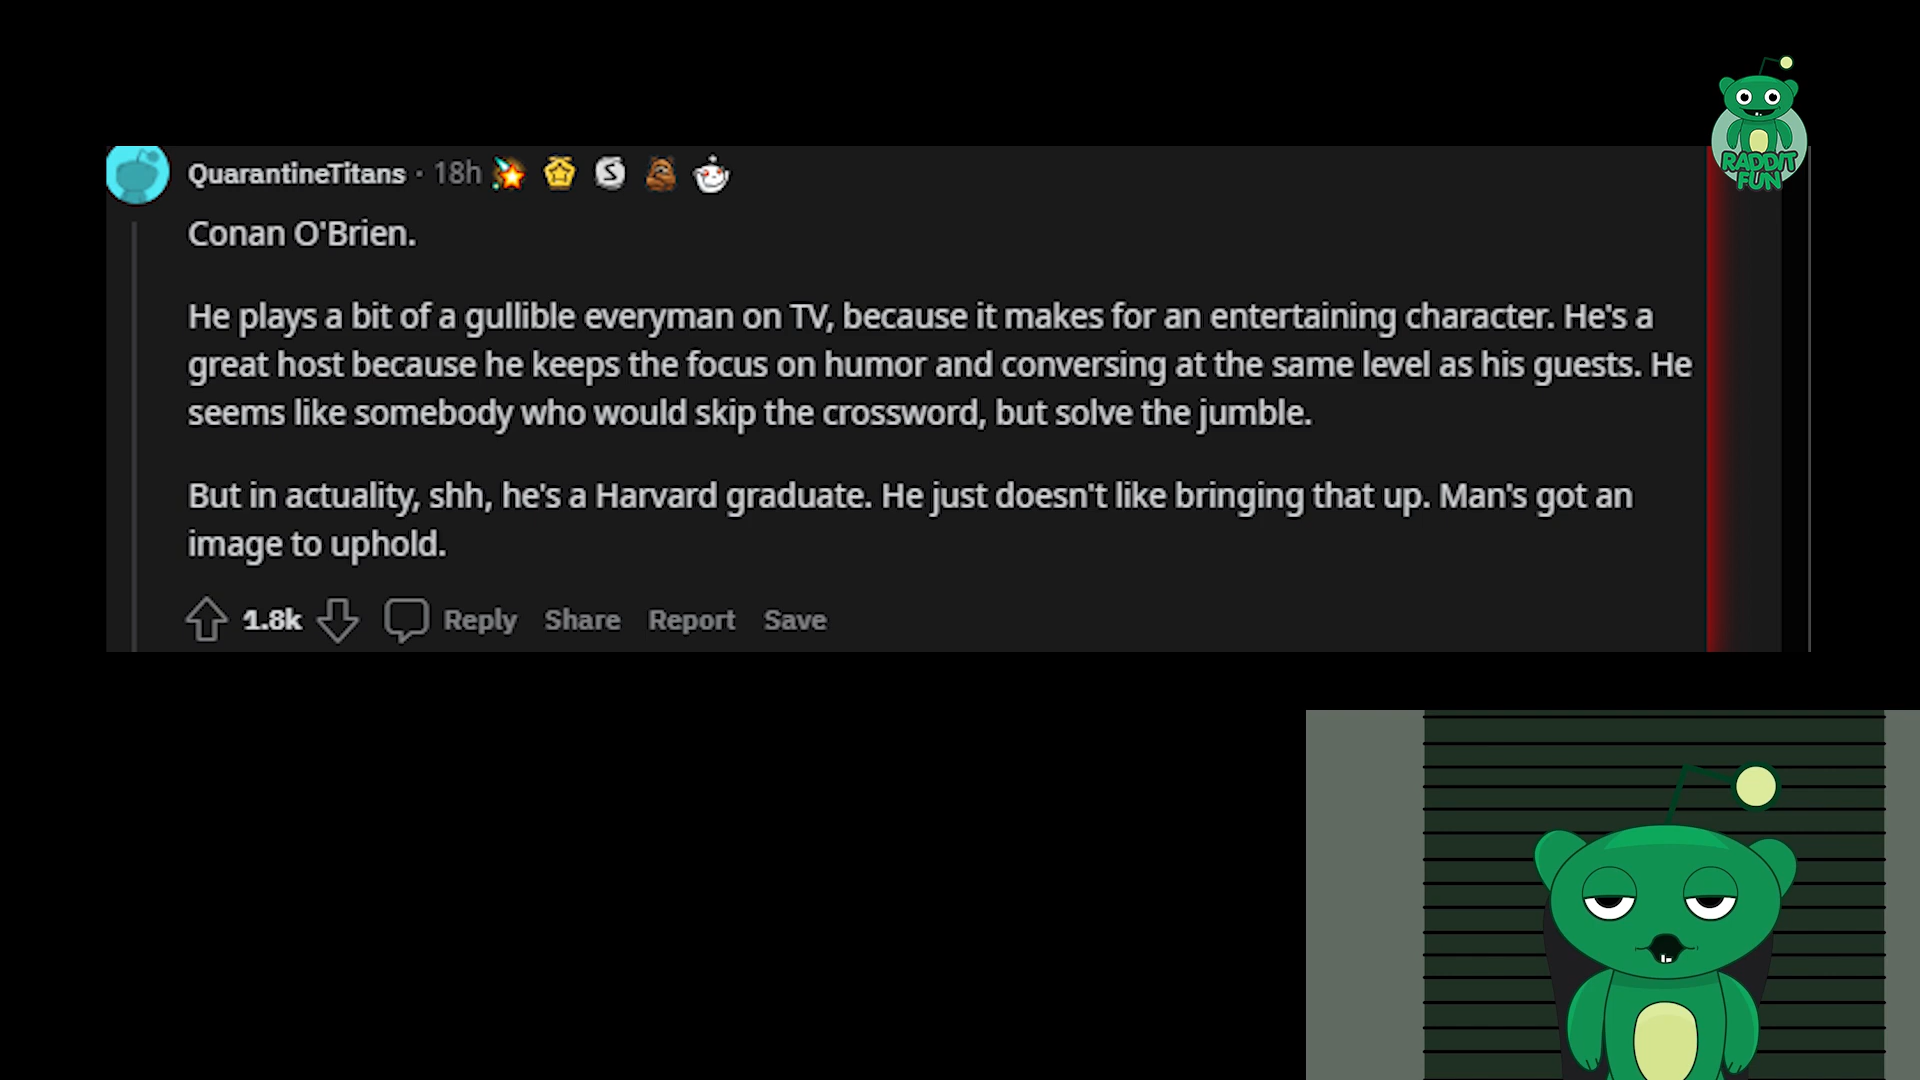 RADDIT
FUN
QuarantineTitans · 18h
Conan O'Brien.
He plays a bit of a gullible everyman on TV, because it makes for an entertaining character. He's a
great host because he keeps the focus on humor and conversing at the same level as his guests. He
seems like somebody who would skip the crossword, but solve the jumble.
But in actuality, shh, he's a Harvard graduate. He just doesn't like bringing that up. Man's got an
image to uphold.
1.8k Reply Share Report Save